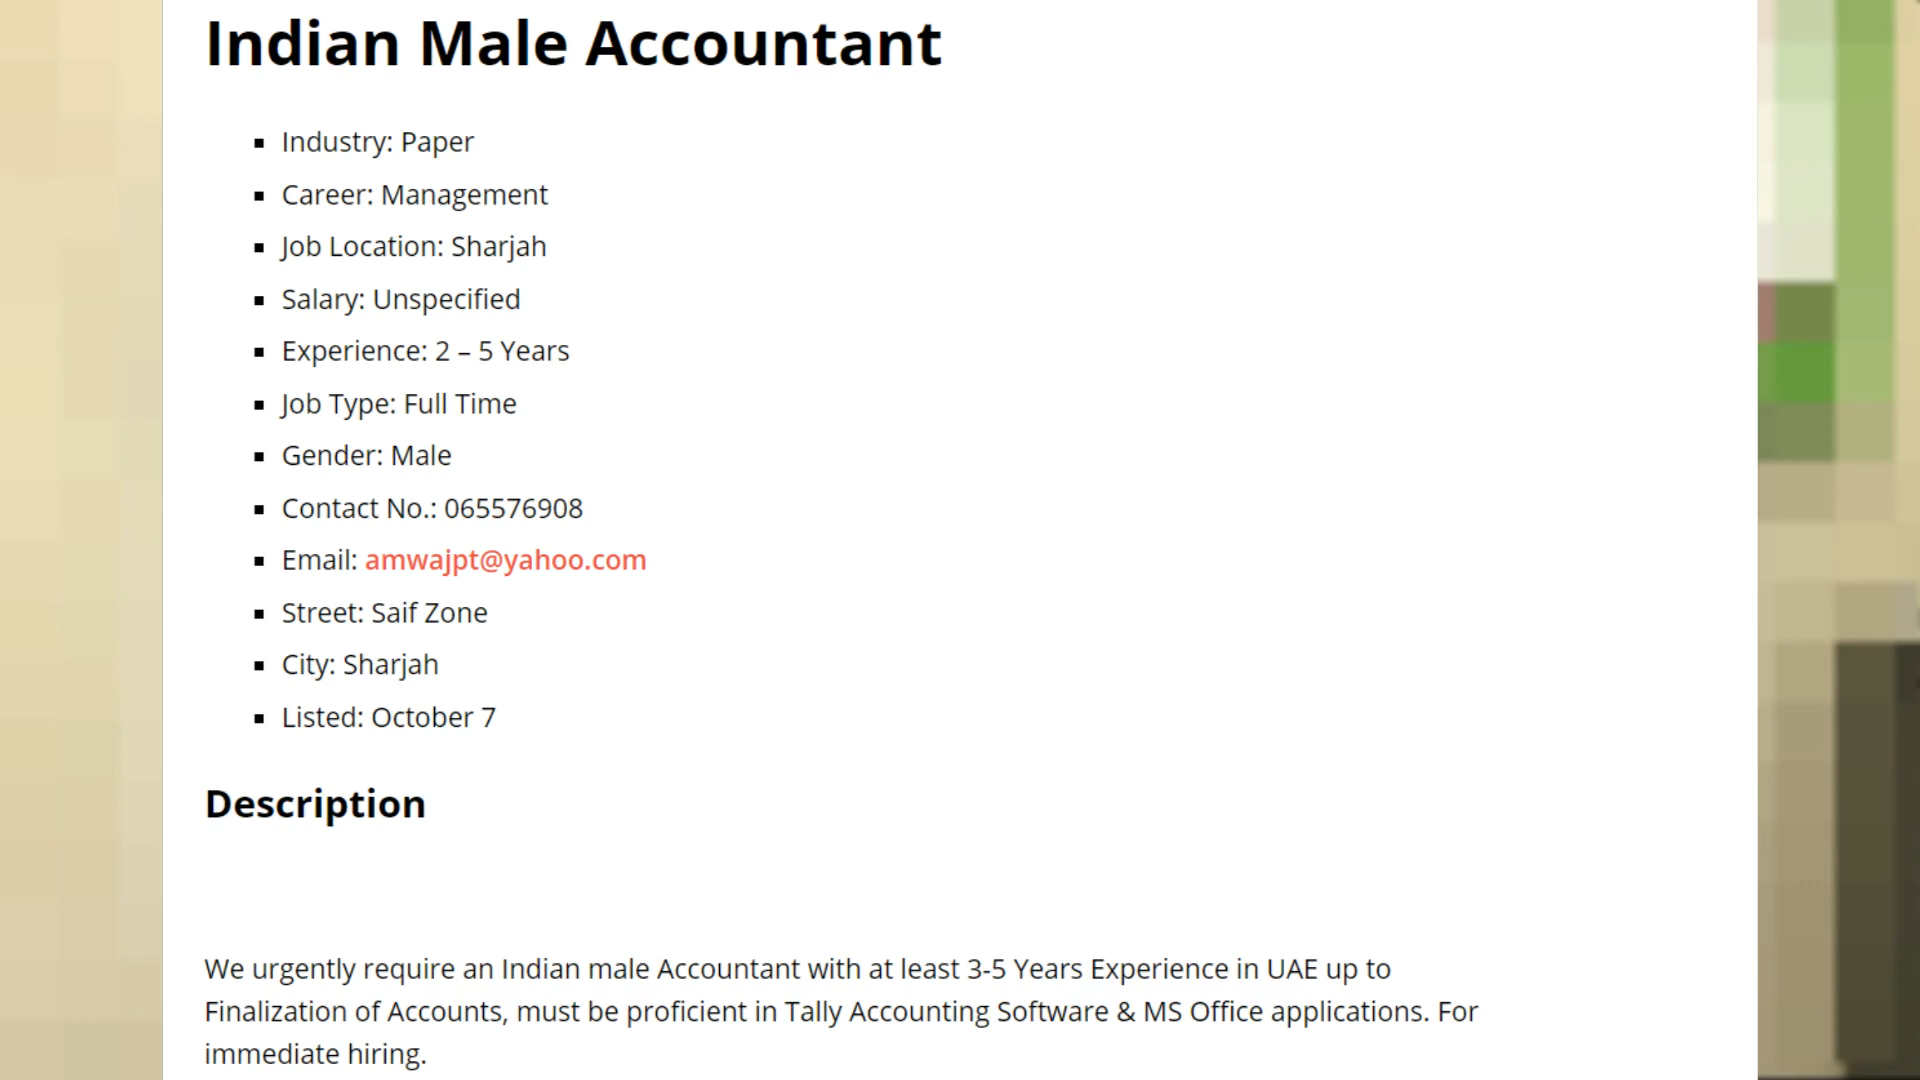 Indian Male Accountant
Industry: Paper
Career: Management
Job Location: Sharjah
Salary: Unspecified
Experience: 2 – 5 Years
Job Type: Full Time
Gender: Male
Contact No.: 065576908
Email: amwajpt@yahoo.com
Street: Saif Zone
City: Sharjah
Listed: October 7
Description
We urgently require an Indian male Accountant with at least 3-5 Years Experience in UAE up to
Finalization of Accounts, must be proficient in Tally Accounting Software & MS Office applications. For
immediate hiring.